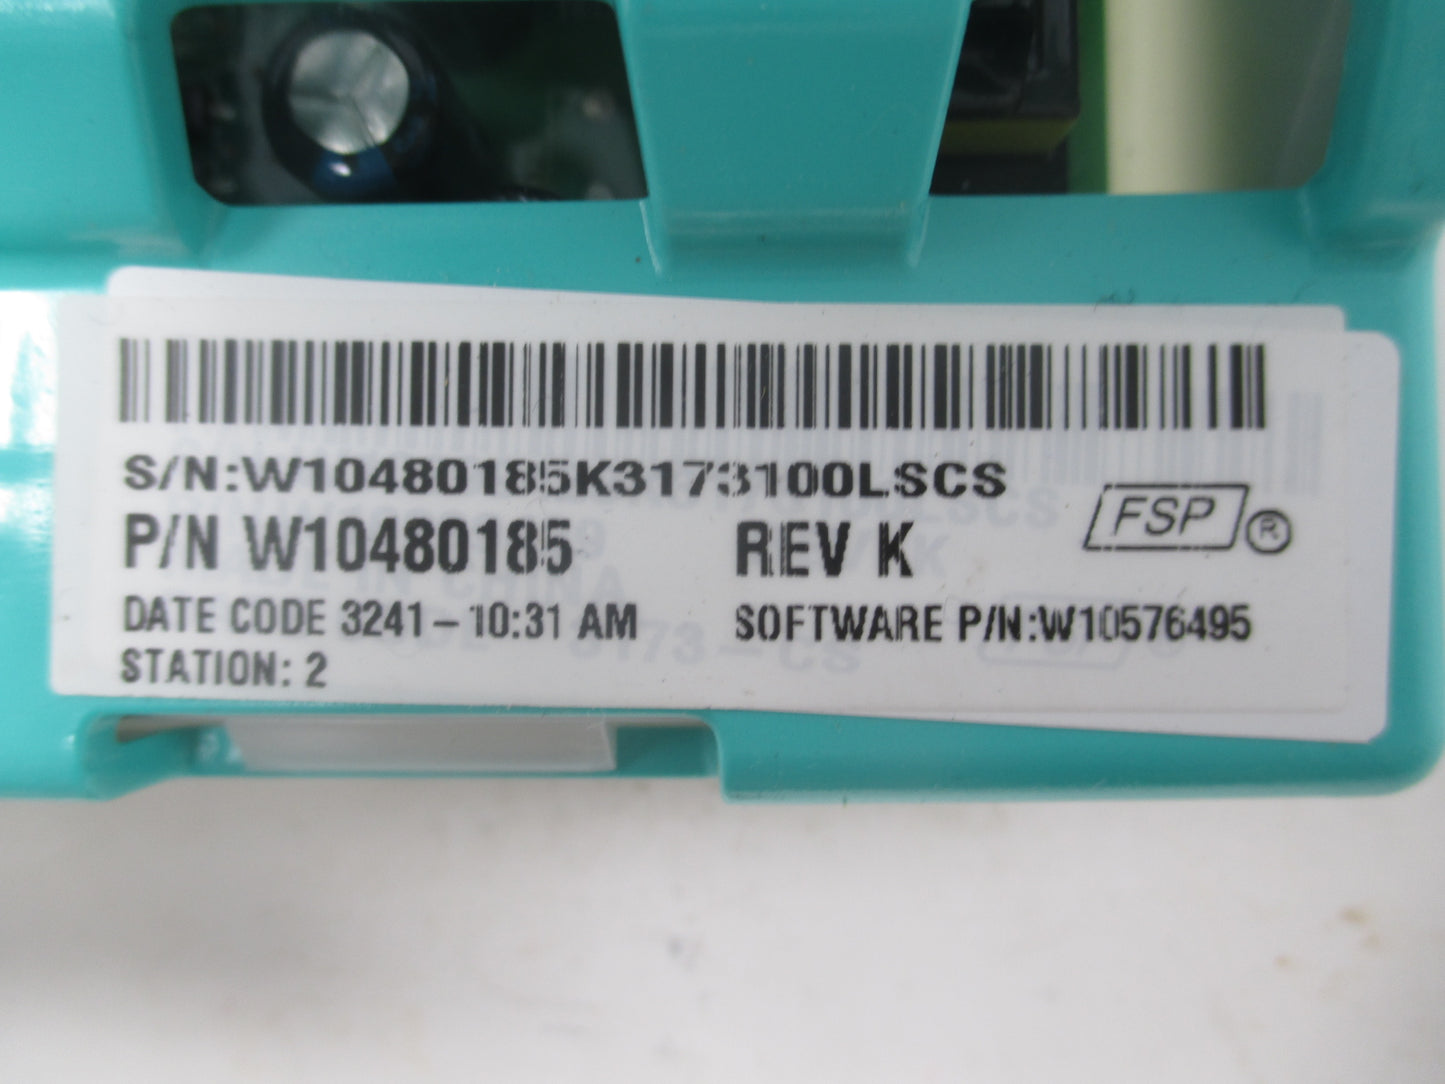 S/N:W10480185K3173100LSCS
P/N W10480185 REV K FSP ®
DATE CODE 3241-10:31 AM SOFTWARE P/N:W10576495
STATION: 2